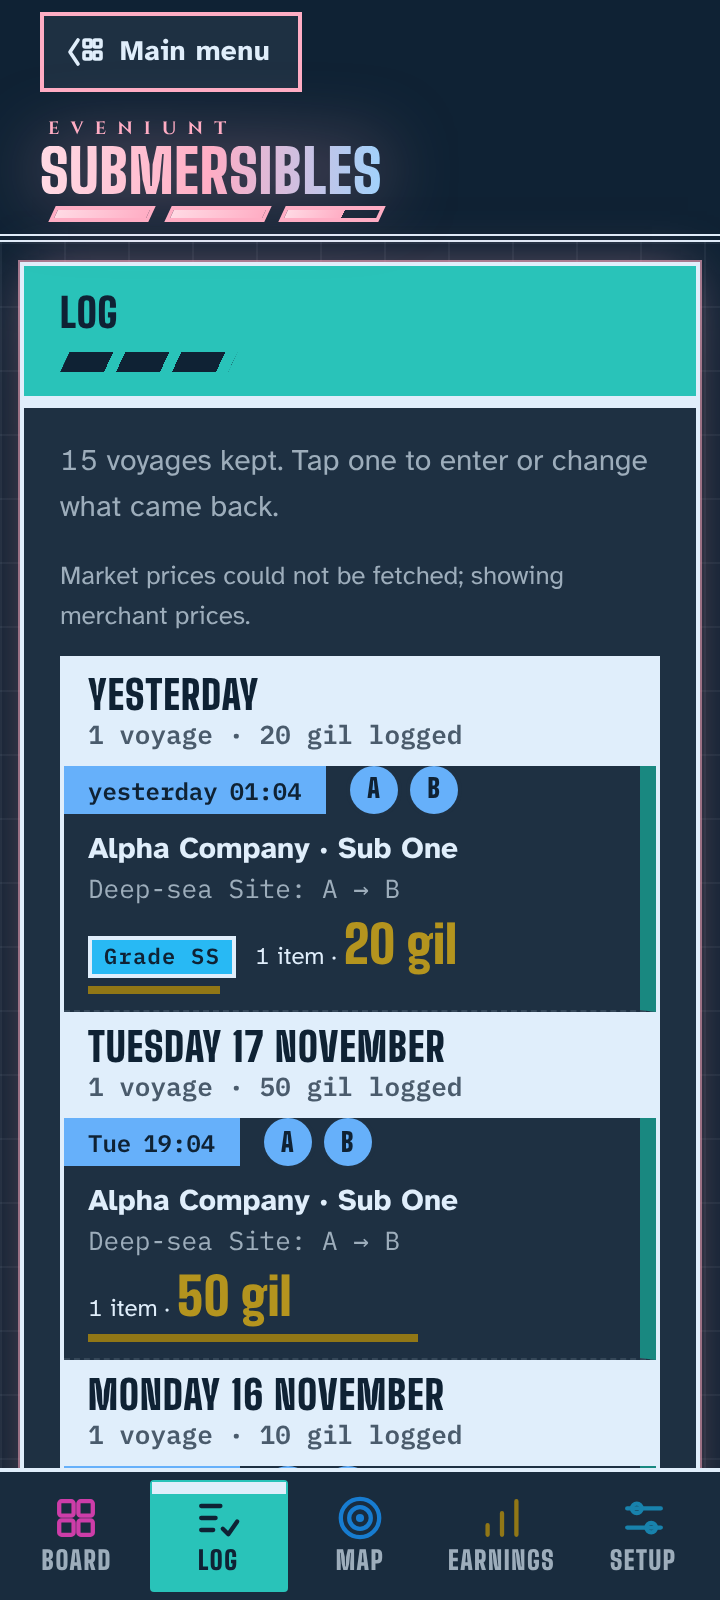 Main menu
EVENIUNT
SUBMERSIBLES
LOG
15 voyages kept. Tap one to enter or change
what came back.
Market prices could not be fetched; showing
merchant prices.
YESTERDAY
1 voyage · 20 gil logged
yesterday 01:04 A B
Alpha Company · Sub One
Deep-sea Site: A → B
Grade SS 1 item · 20 gil
TUESDAY 17 NOVEMBER
1 voyage · 50 gil logged
Tue 19:04 A B
Alpha Company · Sub One
Deep-sea Site: A → B
1 item · 50 gil
MONDAY 16 NOVEMBER
1 voyage · 10 gil logged
BOARD LOG MAP EARNINGS SETUP